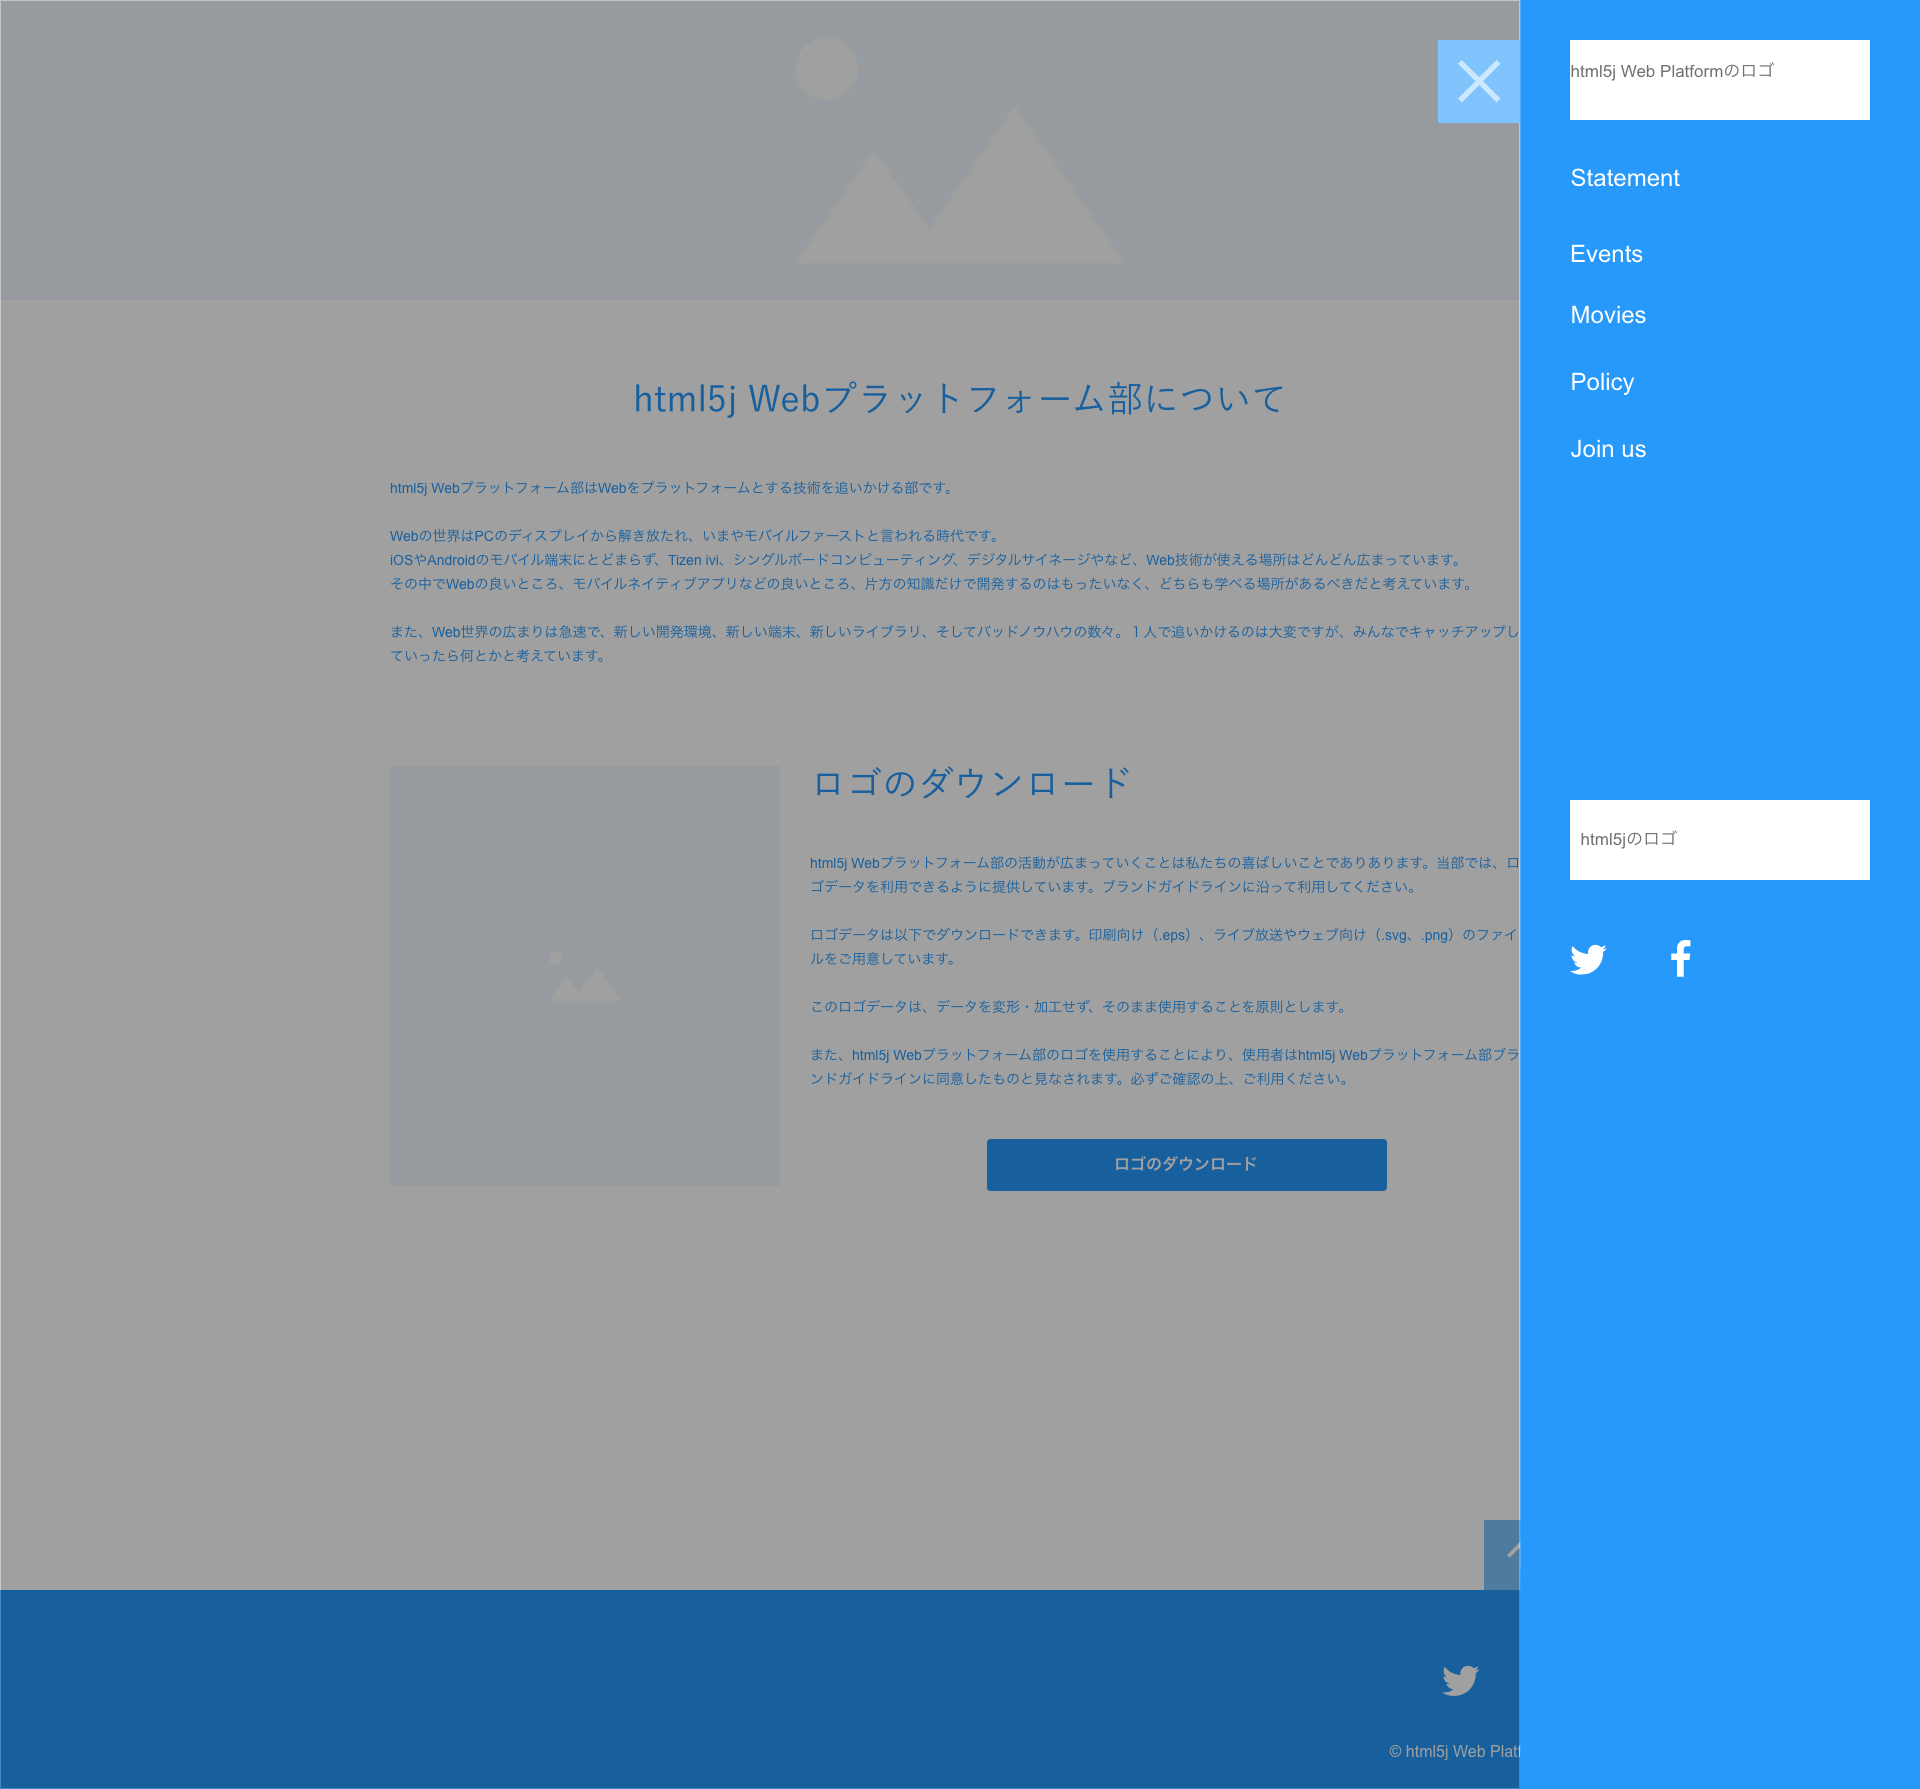 html5j Web Platformのロゴ
Statement
Events
Movies
Policy
Join us
html5jのロゴ
html5j Webプラットフォーム部について
html5j Webプラットフォーム部はWebをプラットフォームとする技術を追いかける部です。
Webの世界はPCのディスプレイから解き放たれ、いまやモバイルファーストと言われる時代です。
iOSやAndroidのモバイル端末にとどまらず、Tizen ivi、シングルボードコンピューティング、デジタルサイネージやなど、Web技術が使える場所はどんどん広まっています。
その中でWebの良いところ、モバイルネイティブアプリなどの良いところ、片方の知識だけで開発するのはもったいなく、どちらも学べる場所があるべきだと考えています。
また、Web世界の広まりは急速で、新しい開発環境、新しい端末、新しいライブラリ、そしてバッドノウハウの数々。１人で追いかけるのは大変ですが、みんなでキャッチアップし
ていったら何とかと考えています。
ロゴのダウンロード
html5j Webプラットフォーム部の活動が広まっていくことは私たちの喜ばしいことでありあります。当部では、ロ
ゴデータを利用できるように提供しています。ブランドガイドラインに沿って利用してください。
ロゴデータは以下でダウンロードできます。印刷向け（.eps）、ライブ放送やウェブ向け（.svg、.png）のファイ
ルをご用意しています。
このロゴデータは、データを変形・加工せず、そのまま使用することを原則とします。
また、html5j Webプラットフォーム部のロゴを使用することにより、使用者はhtml5j Webプラットフォーム部ブラ
ンドガイドラインに同意したものと見なされます。必ずご確認の上、ご利用ください。
ロゴのダウンロード
© html5j Web Plat